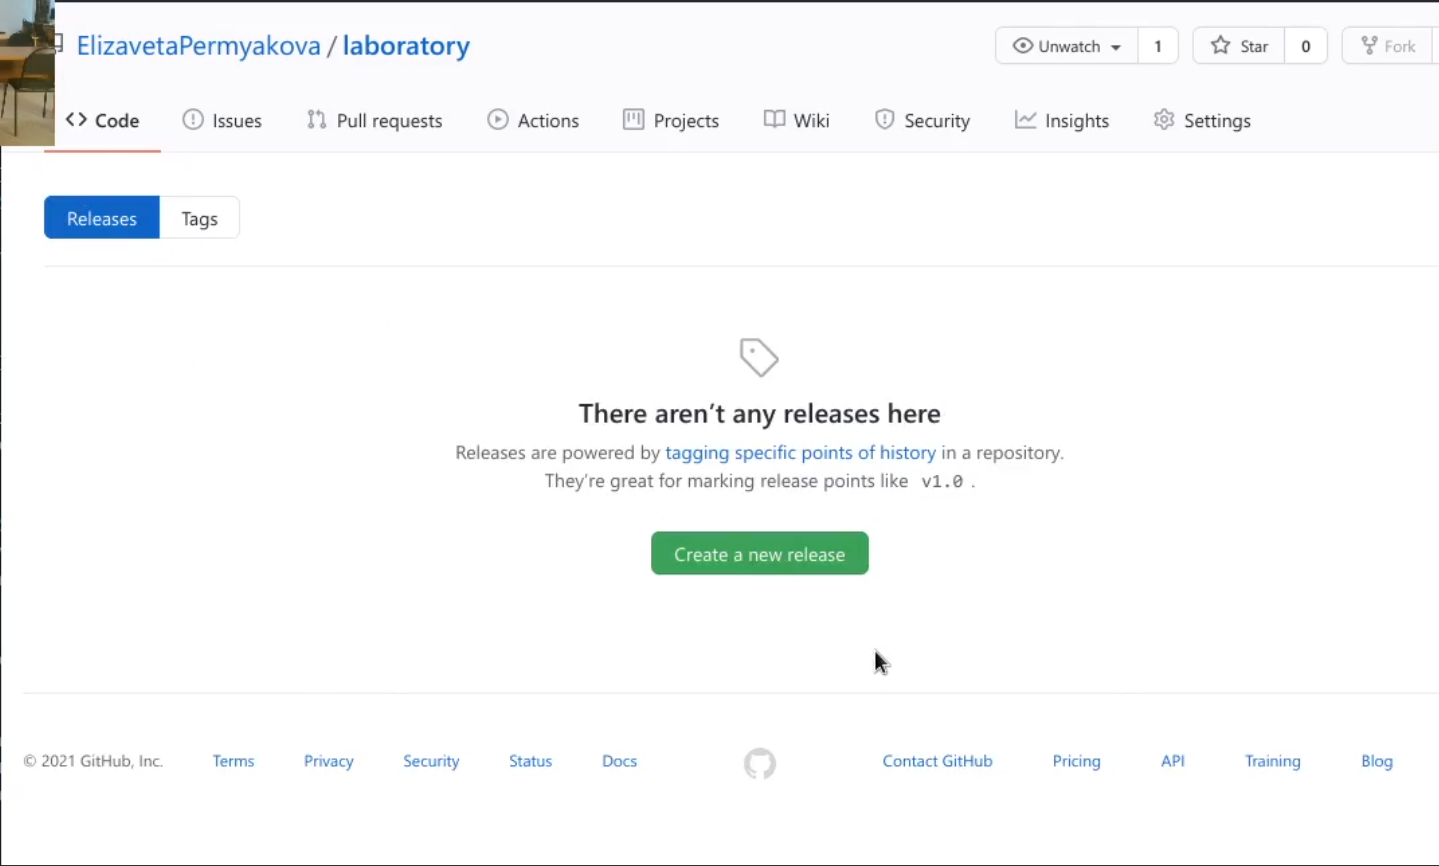 ElizavetaPermyakova / laboratory
Unwatch 1 Star 0 Fork
Code Issues Pull requests Actions Projects Wiki Security Insights Settings
Releases Tags
There aren’t any releases here
Releases are powered by tagging specific points of history in a repository.
They’re great for marking release points like v1.0 .
Create a new release
© 2021 GitHub, Inc. Terms Privacy Security Status Docs Contact GitHub Pricing API Training Blog